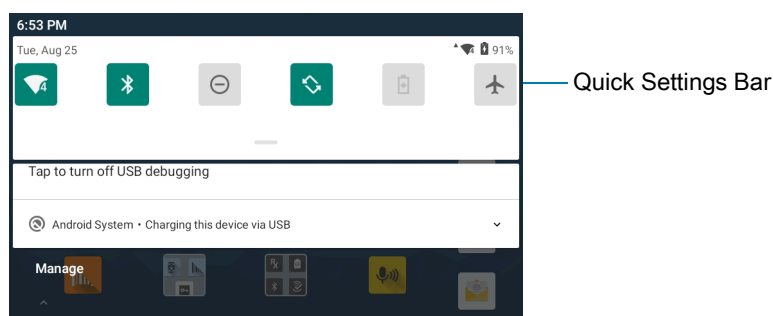 6:53 PM
Tue, Aug 25
91%
4
Quick Settings Bar
Tap to turn off USB debugging
Android System • Charging this device via USB
Manage